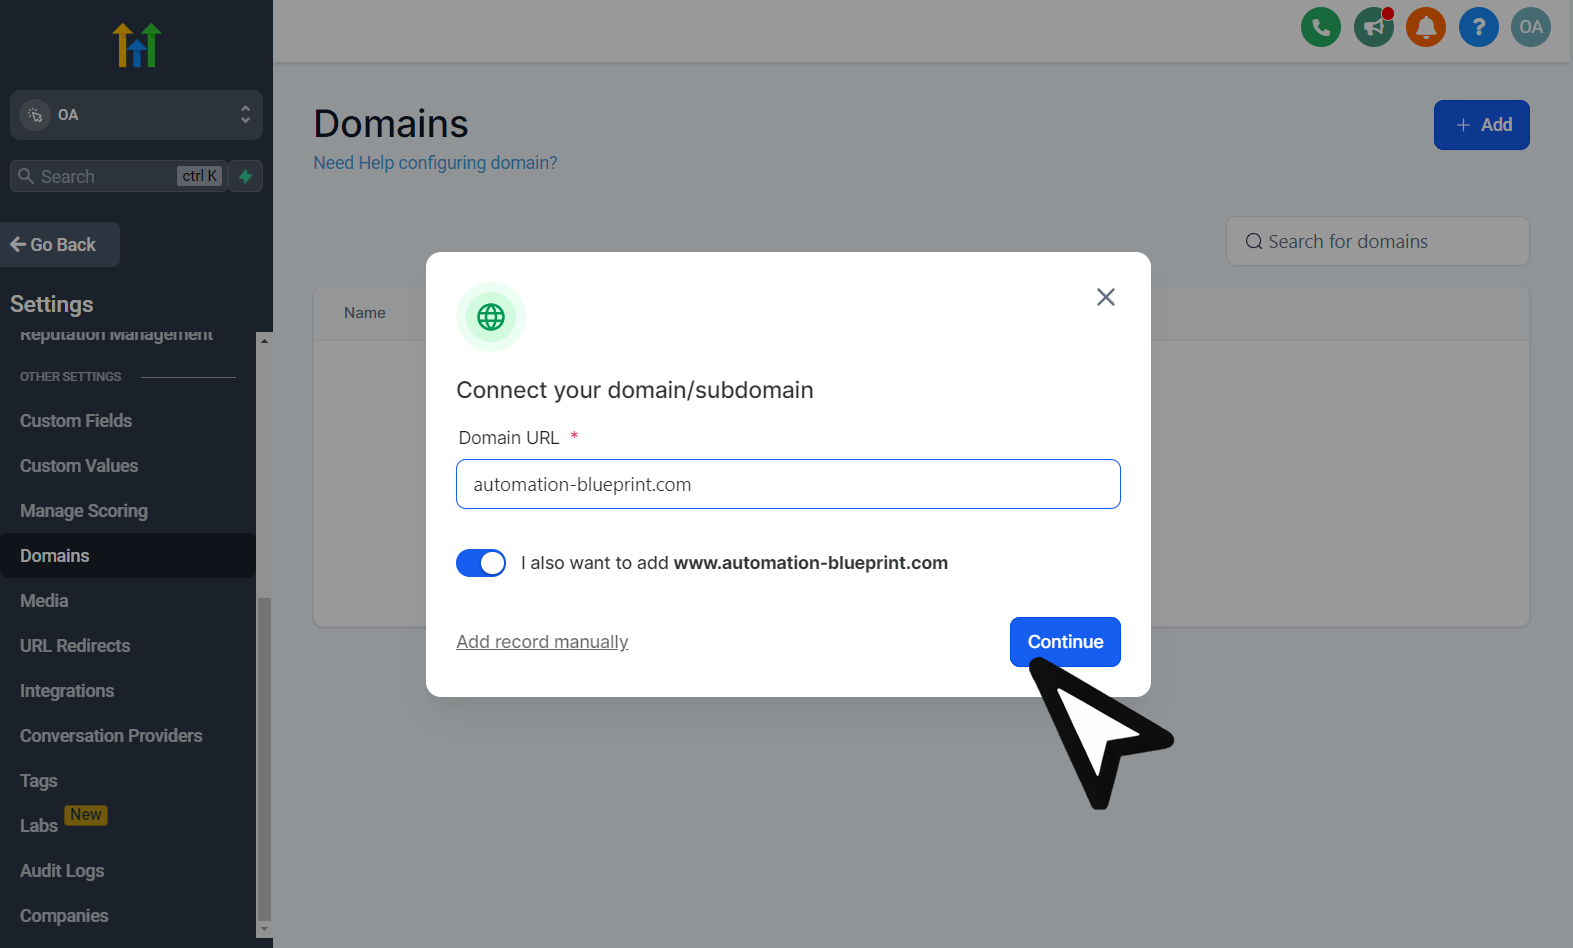 OA
Search
ctrl K
Go Back
Settings
Reputation Management
OTHER SETTINGS
Custom Fields
Custom Values
Manage Scoring
Domains
Media
URL Redirects
Integrations
Conversation Providers
Tags
Labs New
Audit Logs
Companies
?
OA
Domains
Need Help configuring domain?
+ Add
Search for domains
Name
Connect your domain/subdomain
Domain URL *
automation-blueprint.com
I also want to add www.automation-blueprint.com
Add record manually
Continue